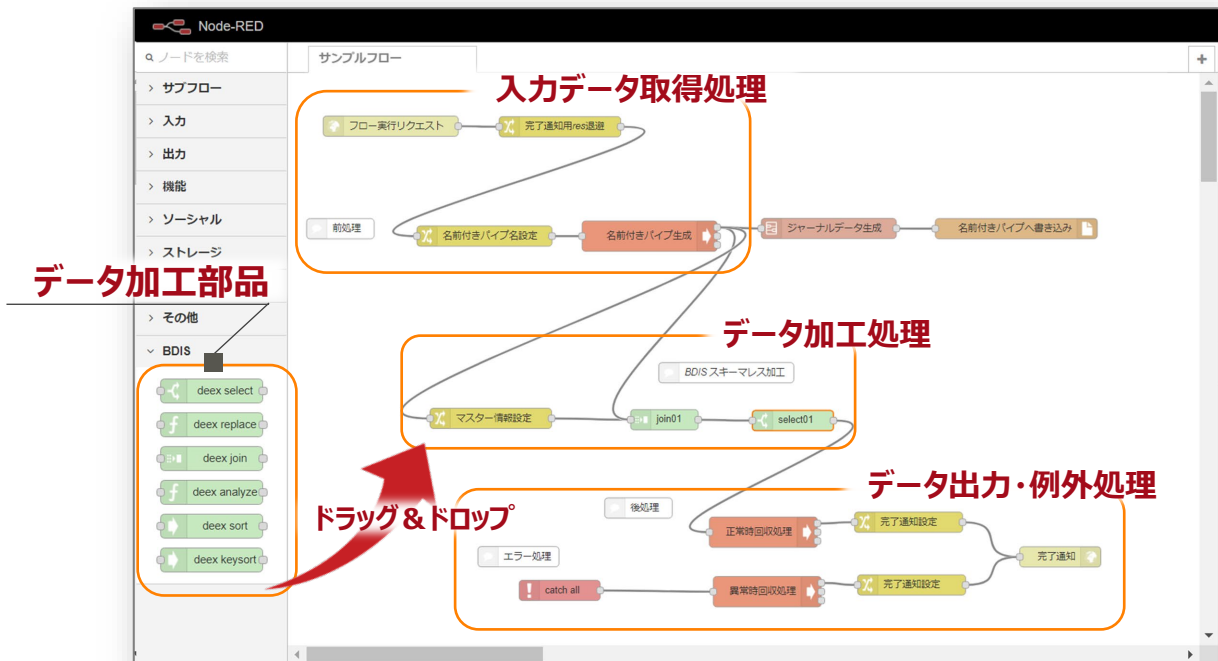 Node-RED
ノードを検索
サンプルフロー
+
サブフロー
入力
出力
機能
ソーシャル
ストレージ
その他
BDIS
データ加工部品
deex select
deex replace
deex join
deex analyze
deex sort
deex keysort
ドラッグ&ドロップ
入力データ取得処理
フロー実行リクエスト
完了通知用res退避
前処理
名前付きパイプ名設定
名前付きパイプ生成
ジャーナルデータ生成
名前付きパイプへ書き込み
データ加工処理
BDISスキーマレス加工
マスター情報設定
join01
select01
データ出力・例外処理
後処理
正常時回収処理
完了通知設定
完了通知
エラー処理
catch all
異常時回収処理
完了通知設定